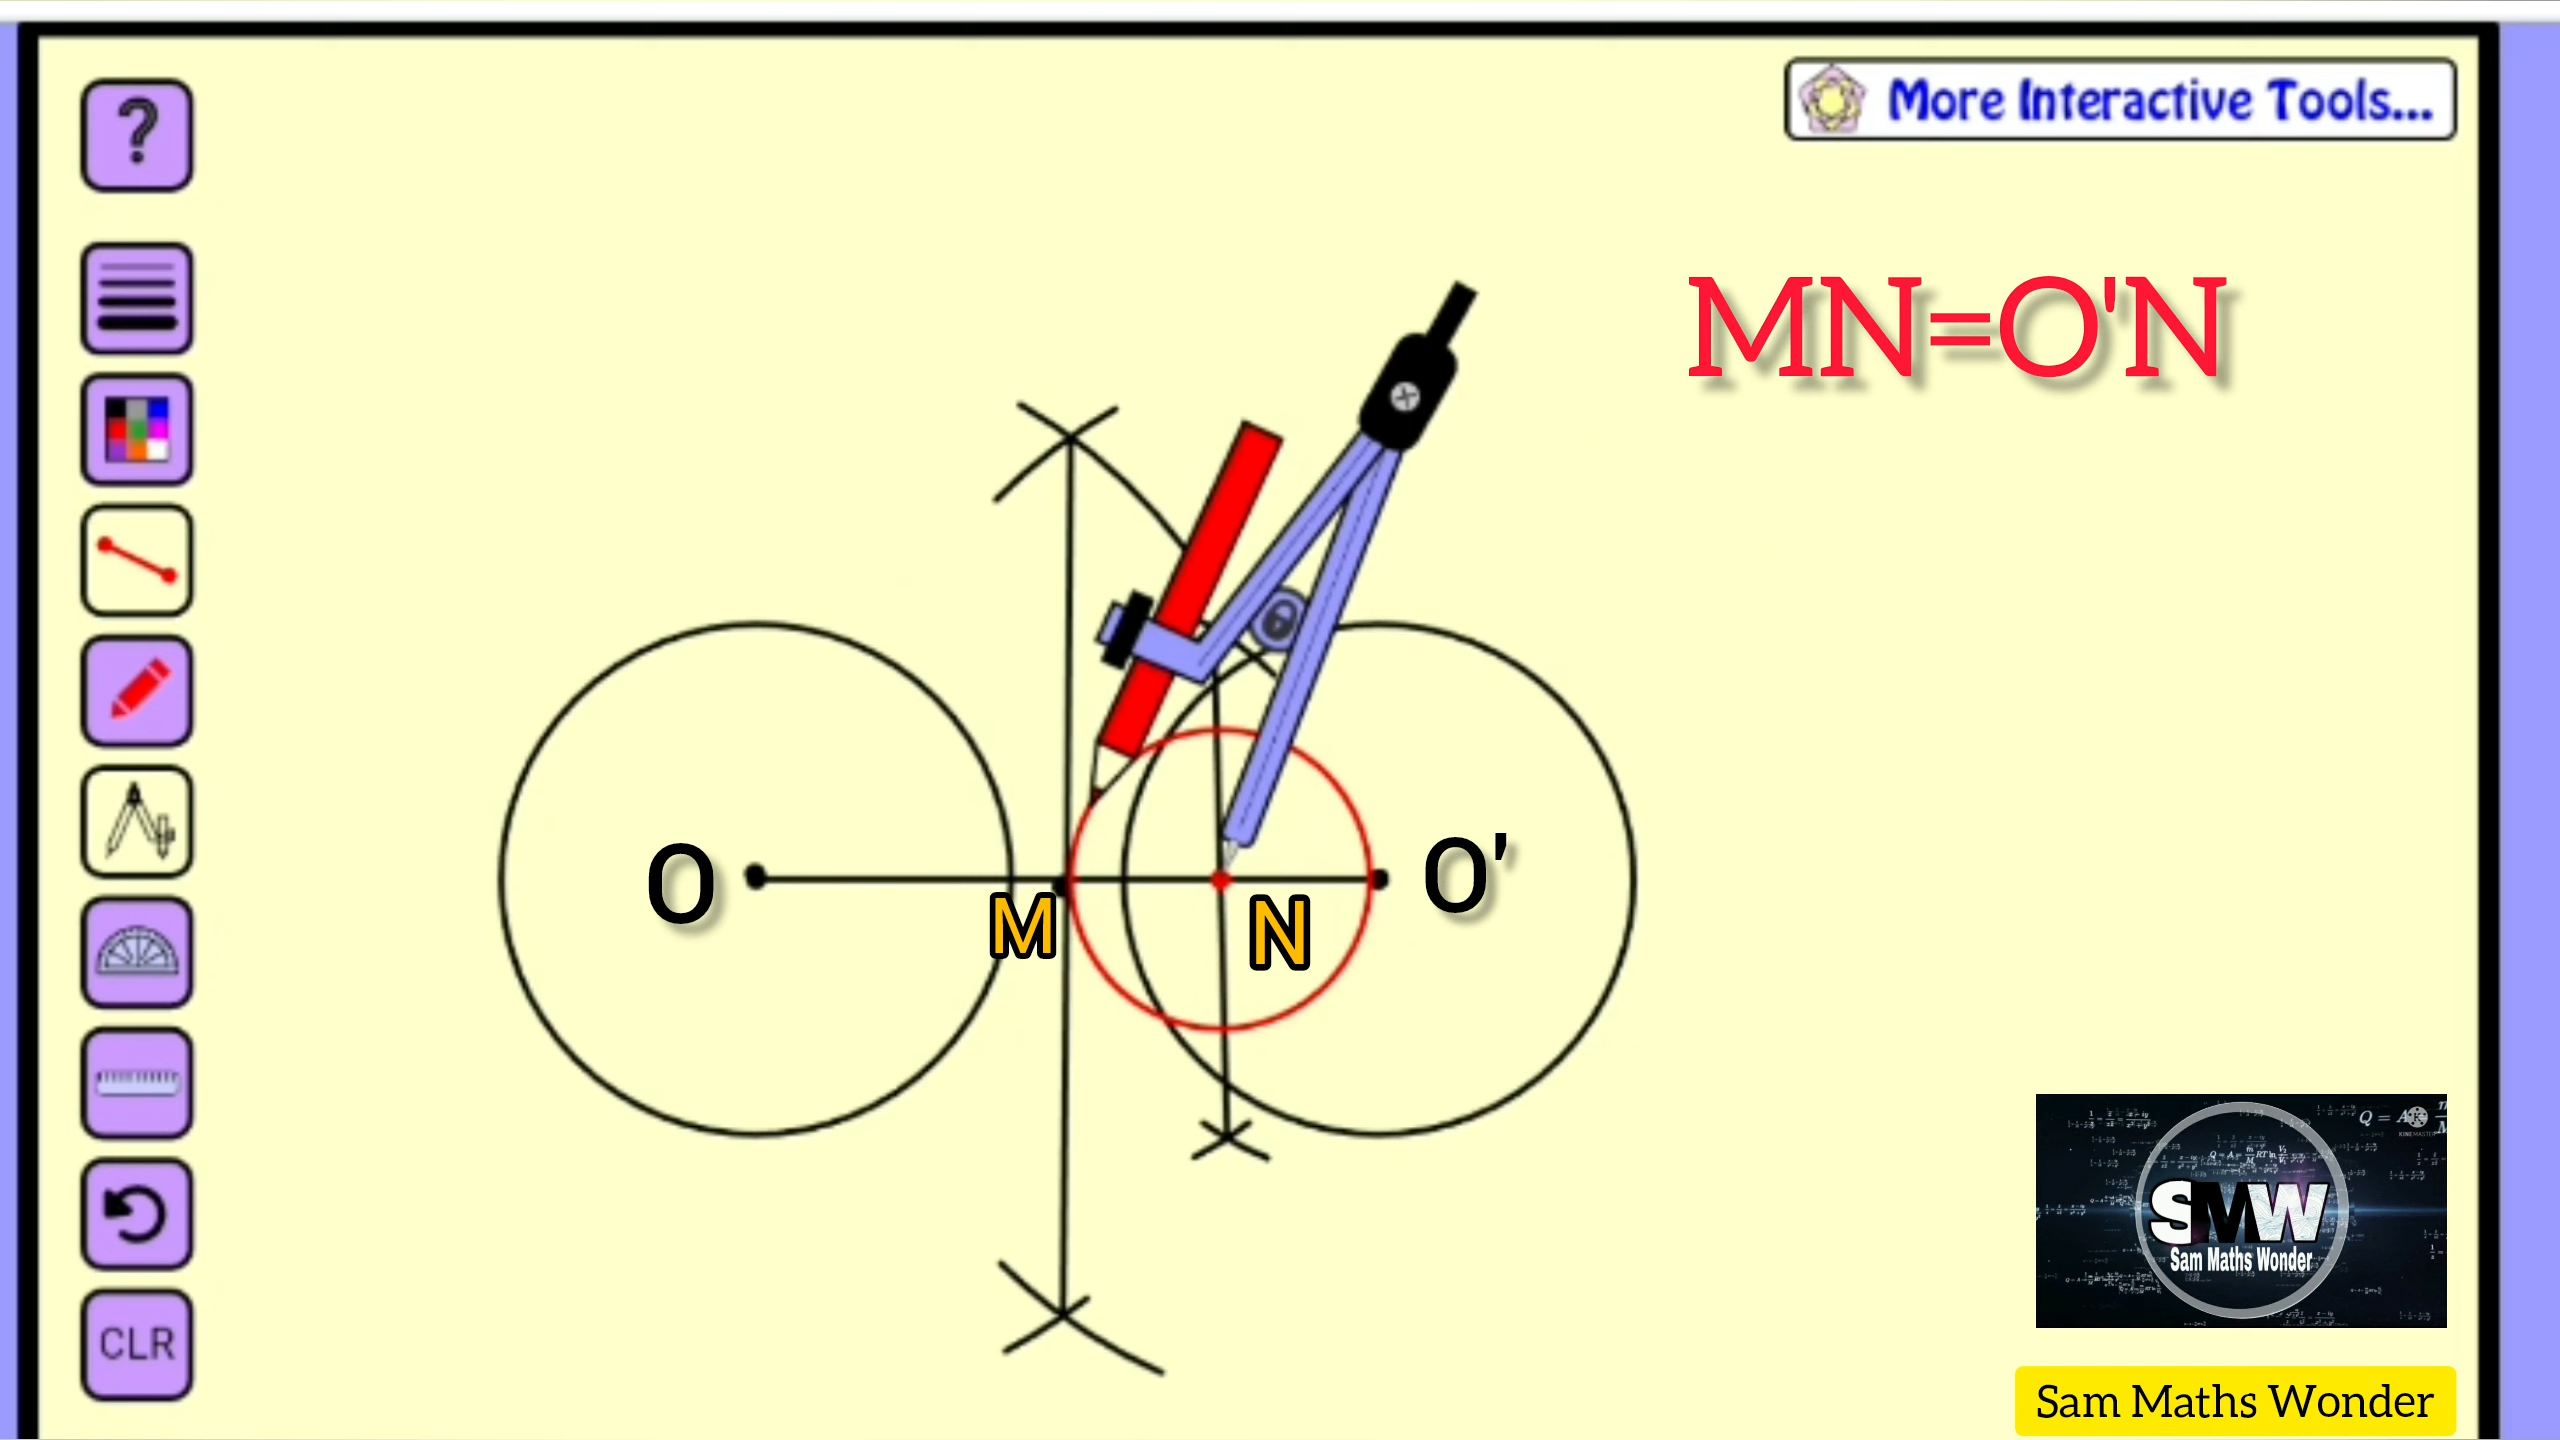 ?
More Interactive Tools...
MN=O'N
O
O'
M
N
CLR
SMW
Sam Maths Wonder
Sam Maths Wonder